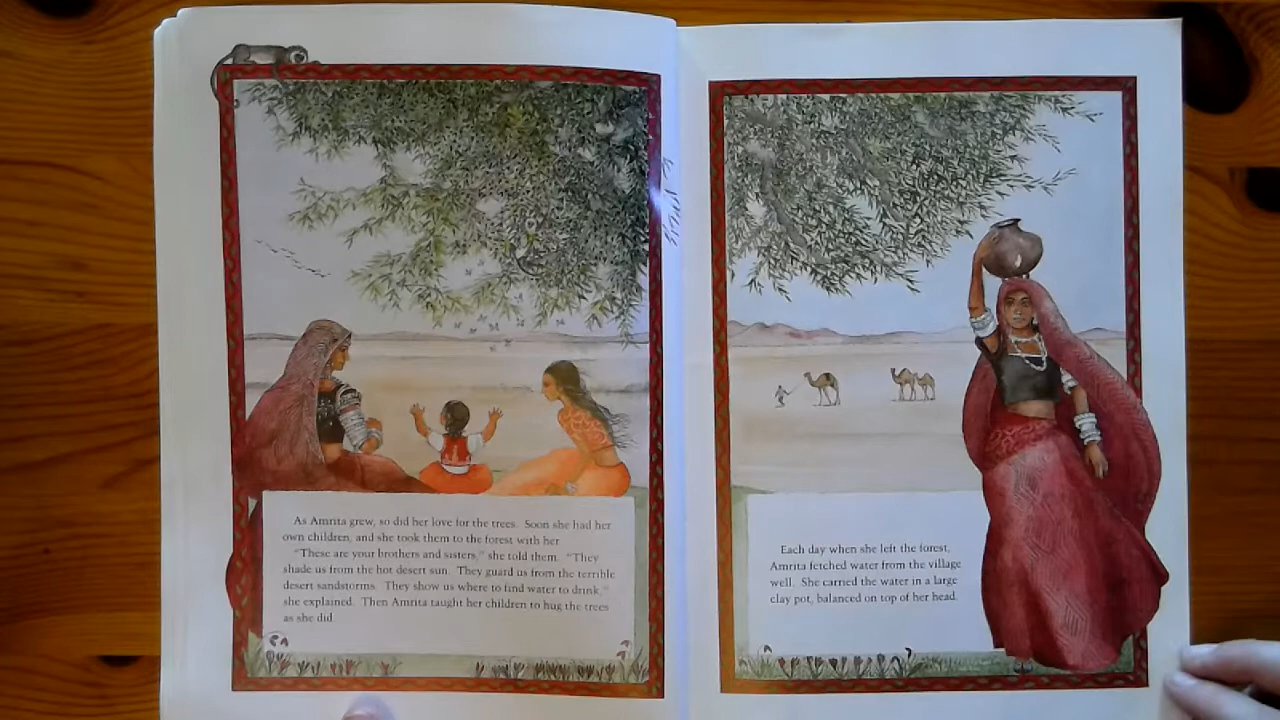 As Amrita grew, so did her love for the trees. Soon she had her
own children, and she took them to the forest with her.
"These are your brothers and sisters," she told them. "They
shade us from the hot desert sun. They guard us from the terrible
desert sandstorms. They show us where to find water to drink,"
she explained. Then Amrita taught her children to hug the trees
as she did.
Each day when she left the forest,
Amrita fetched water from the village
well. She carried the water in a large
clay pot, balanced on top of her head.